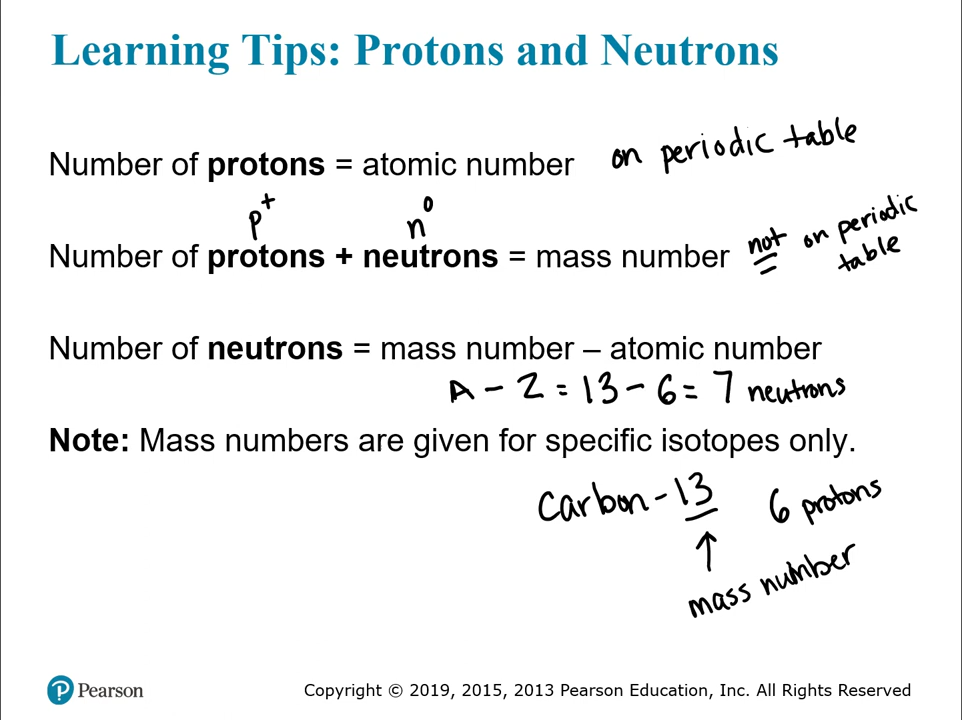 Learning Tips: Protons and Neutrons
Number of protons = atomic number on periodic table
p+ n0
Number of protons + neutrons = mass number not on periodic table
Number of neutrons = mass number – atomic number
A - Z = 13 - 6 = 7 neutrons
Note: Mass numbers are given for specific isotopes only.
Carbon-13 6 protons
↑
mass number
Pearson
Copyright © 2019, 2015, 2013 Pearson Education, Inc. All Rights Reserved